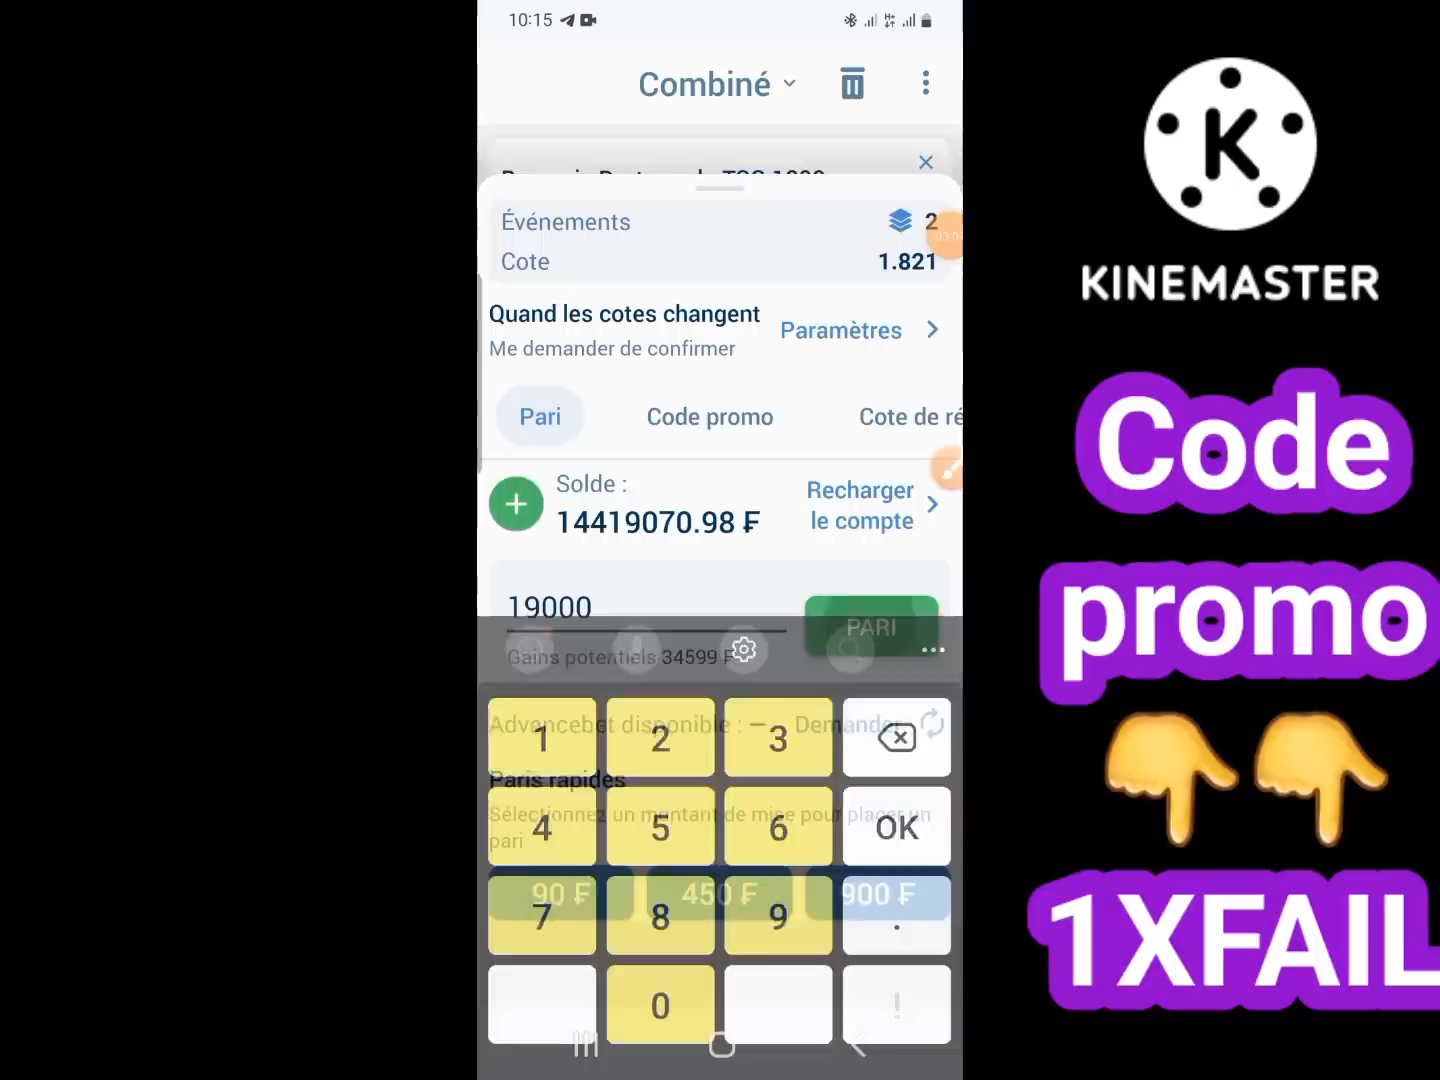 10:15
Combiné
Événements 2
Cote 1.821
Quand les cotes changent
Me demander de confirmer
Paramètres
Pari Code promo Cote de ré
Solde :
14419070.98 ₣
Recharger
le compte
19000
PARI
Gains potentiels 34599 ₣
Advancebet disponible : — Demander
Paris rapides
Sélectionnez un montant de mise pour placer un
pari
90 ₣ 450 ₣ 900 ₣
1 2 3
4 5 6 OK
7 8 9 .
0 !
K
KINEMASTER
Code
promo
1XFAIL